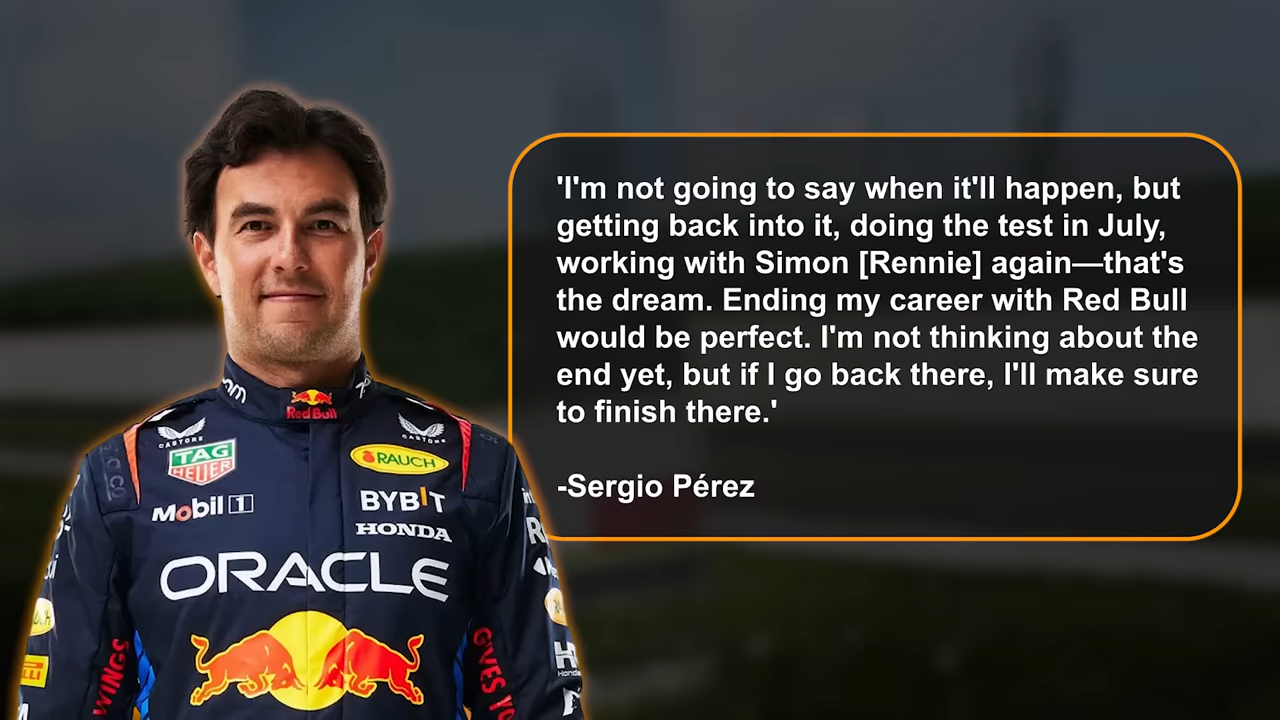 'I'm not going to say when it'll happen, but
getting back into it, doing the test in July,
working with Simon [Rennie] again—that's
the dream. Ending my career with Red Bull
would be perfect. I'm not thinking about the
end yet, but if I go back there, I'll make sure
to finish there.'
-Sergio Pérez
Red Bull
CASTORE
CASTORE
TAG
HEUER
RAUCH
Mobil 1
BYBIT
HONDA
ORACLE
WINGS
GIVES YO